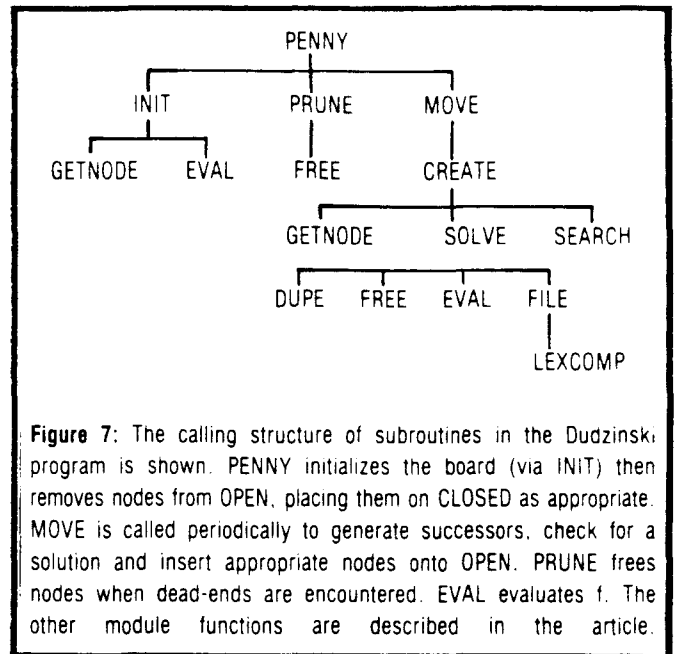 PENNY
INIT PRUNE MOVE
GETNODE EVAL FREE CREATE
GETNODE SOLVE SEARCH
DUPE FREE EVAL FILE
LEXCOMP
Figure 7: The calling structure of subroutines in the Dudzinski
program is shown. PENNY initializes the board (via INIT) then
removes nodes from OPEN, placing them on CLOSED as appropriate.
MOVE is called periodically to generate successors, check for a
solution and insert appropriate nodes onto OPEN. PRUNE frees
nodes when dead-ends are encountered. EVAL evaluates f. The
other module functions are described in the article.